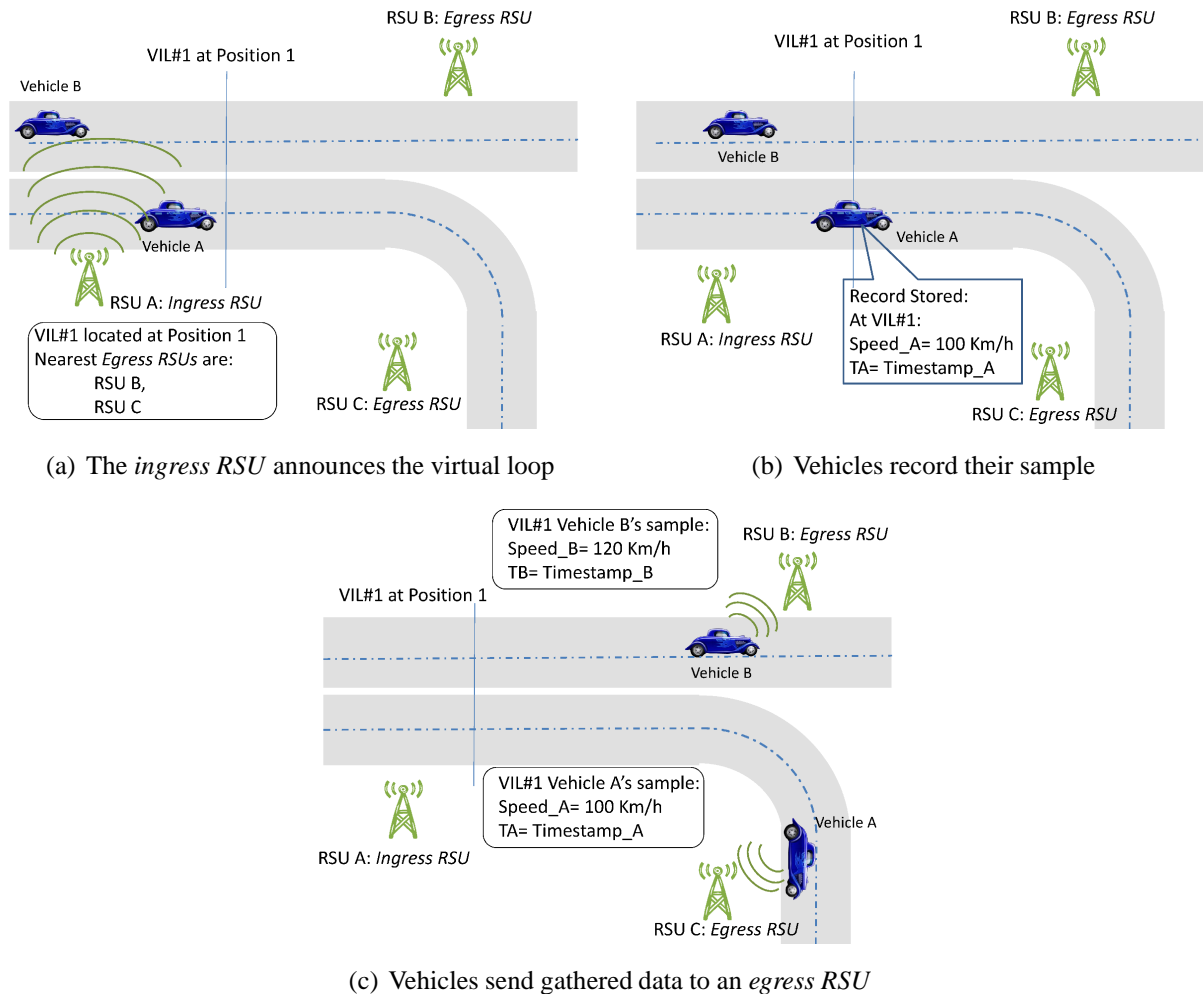 RSU B: Egress RSU
VIL#1 at Position 1
Vehicle B
Vehicle A
RSU A: Ingress RSU
VIL#1 located at Position 1
Nearest Egress RSUs are:
RSU B,
RSU C
RSU C: Egress RSU
(a) The ingress RSU announces the virtual loop
RSU B: Egress RSU
VIL#1 at Position 1
Vehicle B
Vehicle A
Record Stored:
At VIL#1:
Speed_A= 100 Km/h
TA= Timestamp_A
RSU A: Ingress RSU
RSU C: Egress RSU
(b) Vehicles record their sample
VIL#1 Vehicle B's sample:
Speed_B= 120 Km/h
TB= Timestamp_B
RSU B: Egress RSU
VIL#1 at Position 1
Vehicle B
VIL#1 Vehicle A's sample:
Speed_A= 100 Km/h
TA= Timestamp_A
Vehicle A
RSU A: Ingress RSU
RSU C: Egress RSU
(c) Vehicles send gathered data to an egress RSU